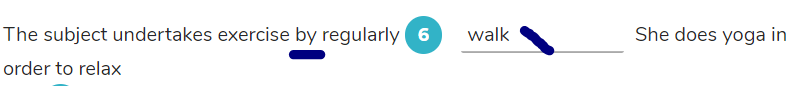 The subject undertakes exercise by regularly 6 walk She does yoga in
order to relax